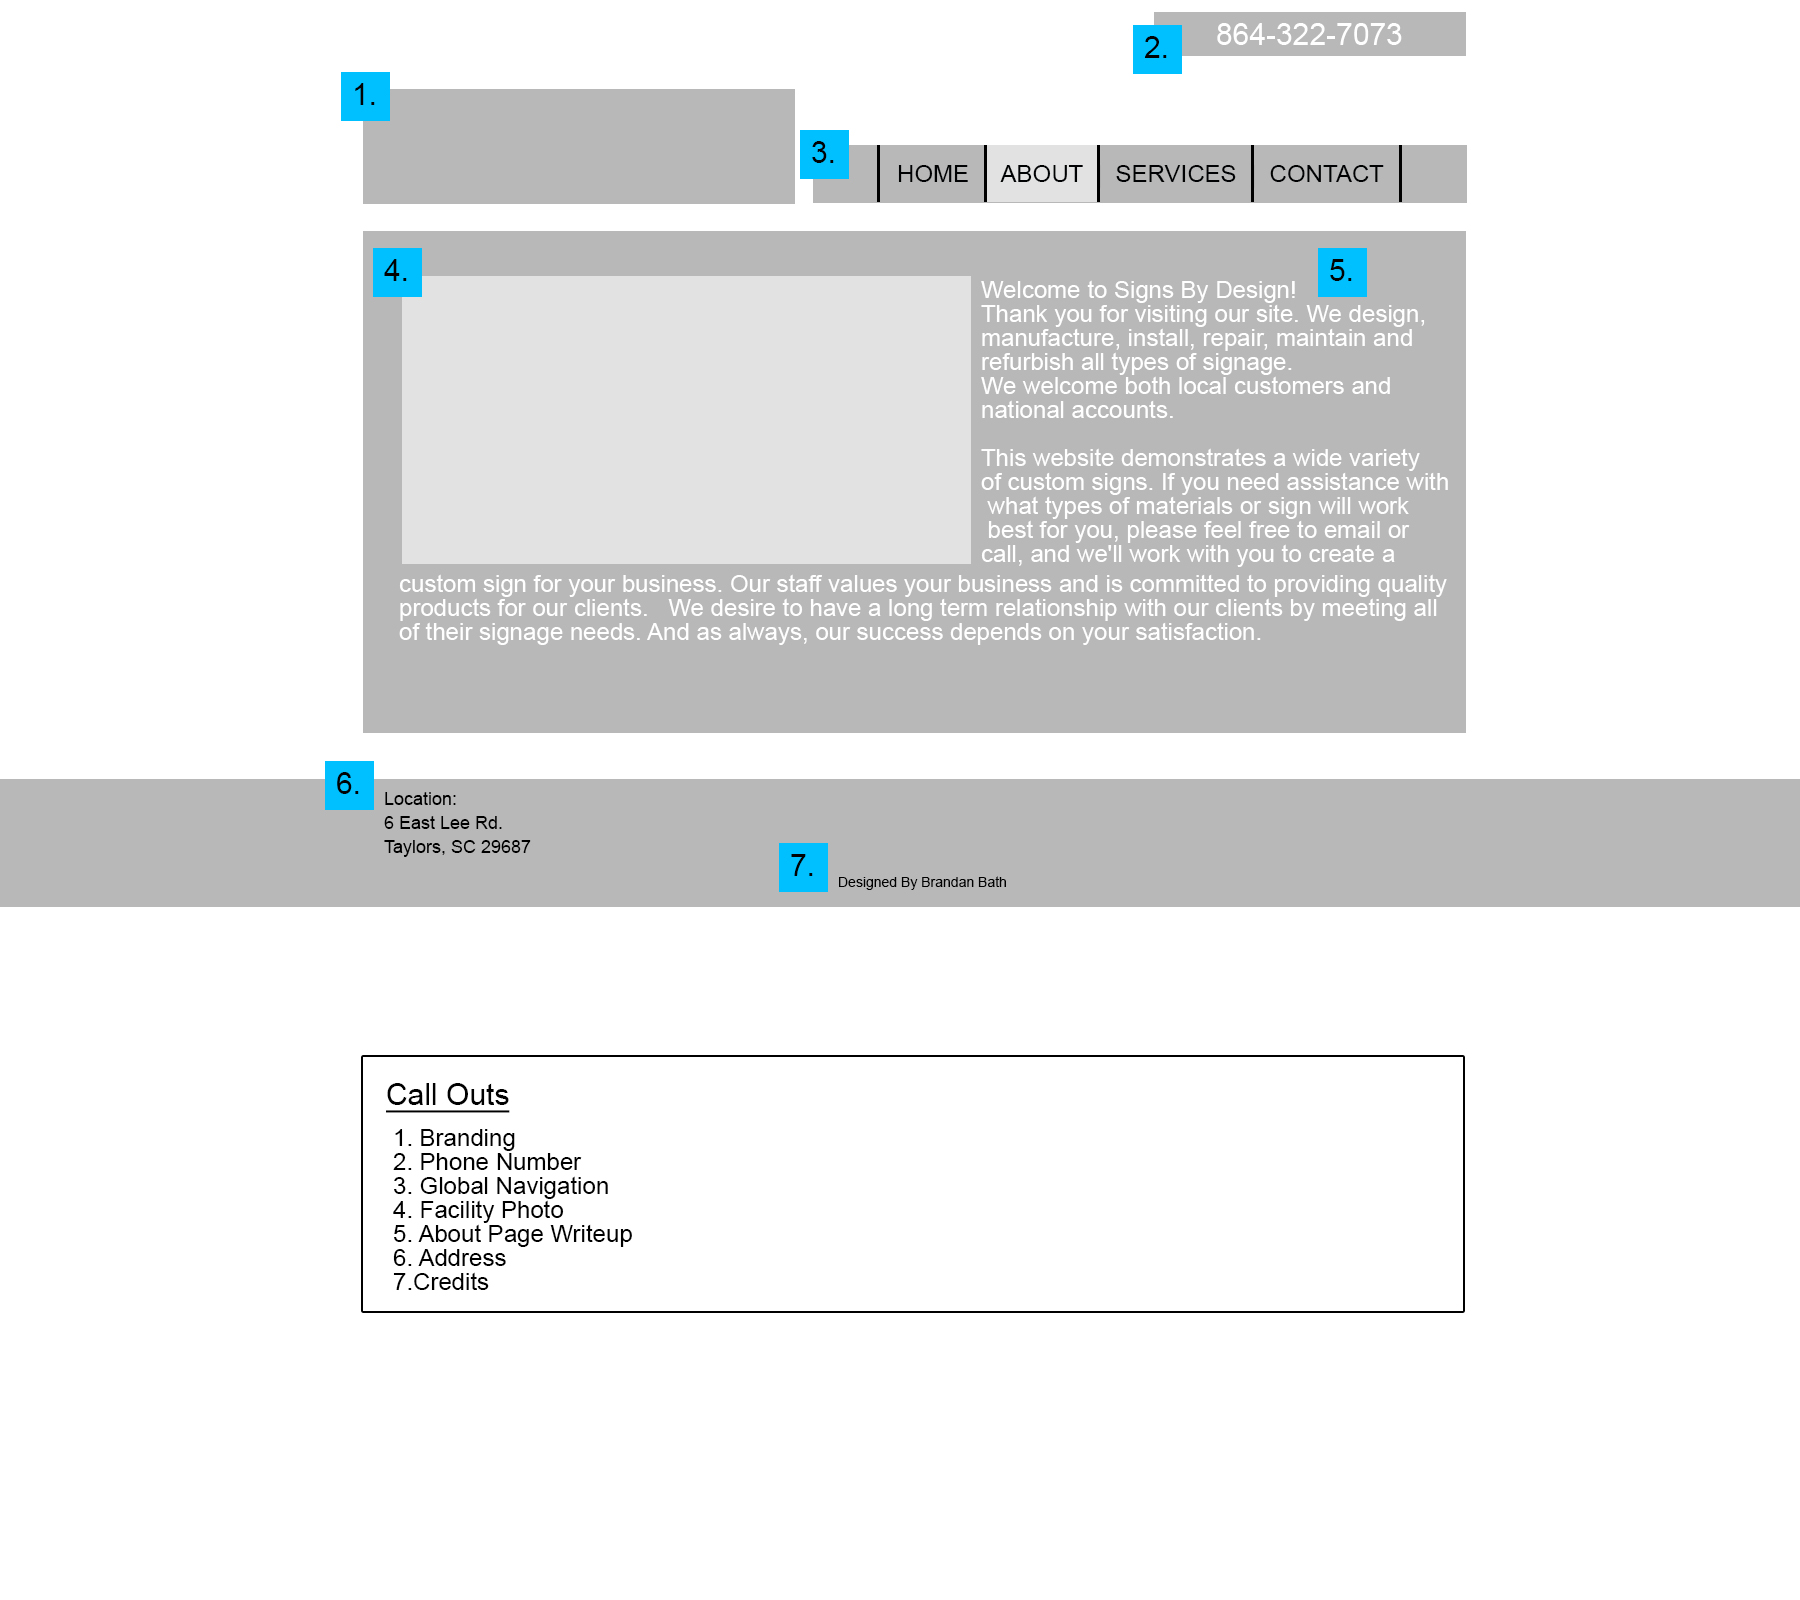 864-322-7073
2.
1.
3.
HOME
ABOUT
SERVICES
CONTACT
4.
5.
Welcome to Signs By Design!
Thank you for visiting our site. We design,
manufacture, install, repair, maintain and
refurbish all types of signage.
We welcome both local customers and
national accounts.
This website demonstrates a wide variety
of custom signs. If you need assistance with
what types of materials or sign will work
best for you, please feel free to email or
call, and we'll work with you to create a
custom sign for your business. Our staff values your business and is committed to providing quality
products for our clients.   We desire to have a long term relationship with our clients by meeting all
of their signage needs. And as always, our success depends on your satisfaction.
6.
Location:
6 East Lee Rd.
Taylors, SC 29687
7.
Designed By Brandan Bath
Call Outs
1. Branding
2. Phone Number
3. Global Navigation
4. Facility Photo
5. About Page Writeup
6. Address
7.Credits